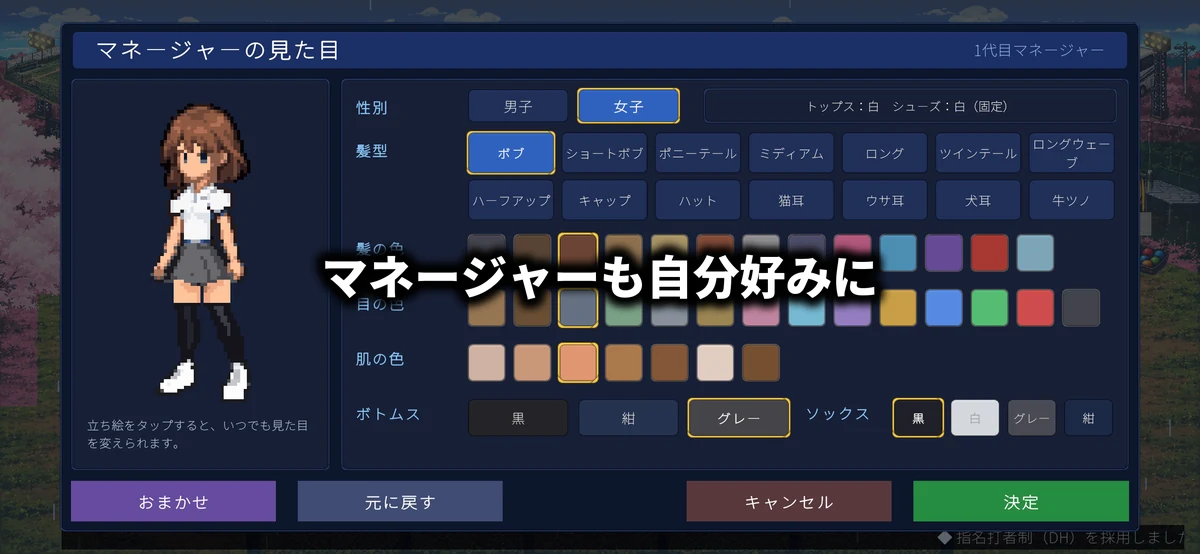 マネージャーの見た目
1代目マネージャー
性別
男子
女子
トップス：白　シューズ：白（固定）
髪型
ボブ
ショートボブ
ポニーテール
ミディアム
ロング
ツインテール
ロングウェーブ
ハーフアップ
キャップ
ハット
猫耳
ウサ耳
犬耳
牛ツノ
髪の色
マネージャーも自分好みに
目の色
肌の色
ボトムス
黒
紺
グレー
ソックス
黒
白
グレー
紺
立ち絵をタップすると、いつでも見た目
を変えられます。
おまかせ
元に戻す
キャンセル
決定
◆ 指名打者制（DH）を採用しました